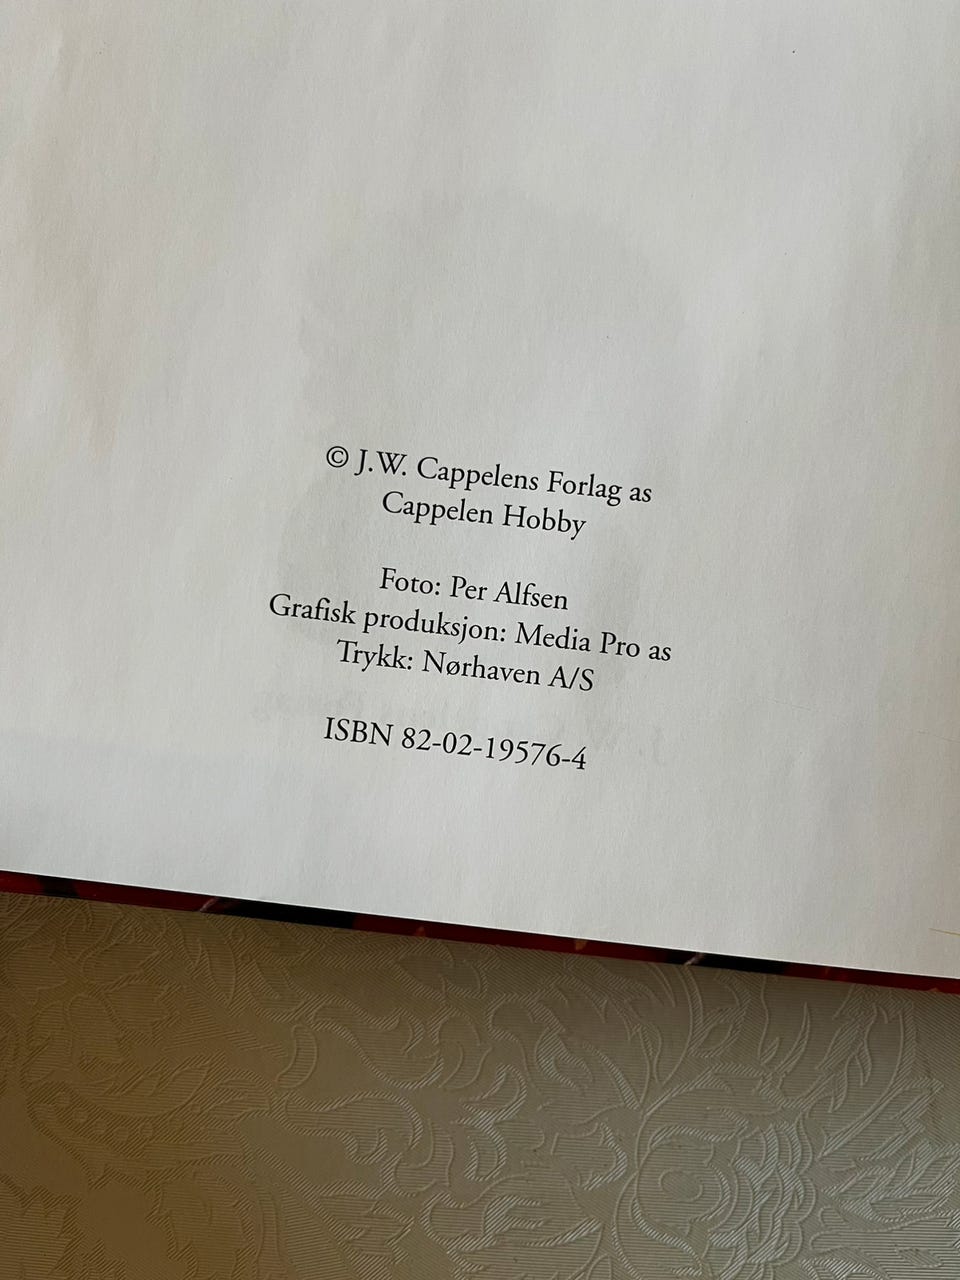 © J.W. Cappelens Forlag as
Cappelen Hobby
Foto: Per Alfsen
Grafisk produksjon: Media Pro as
Trykk: Nørhaven A/S
ISBN 82-02-19576-4